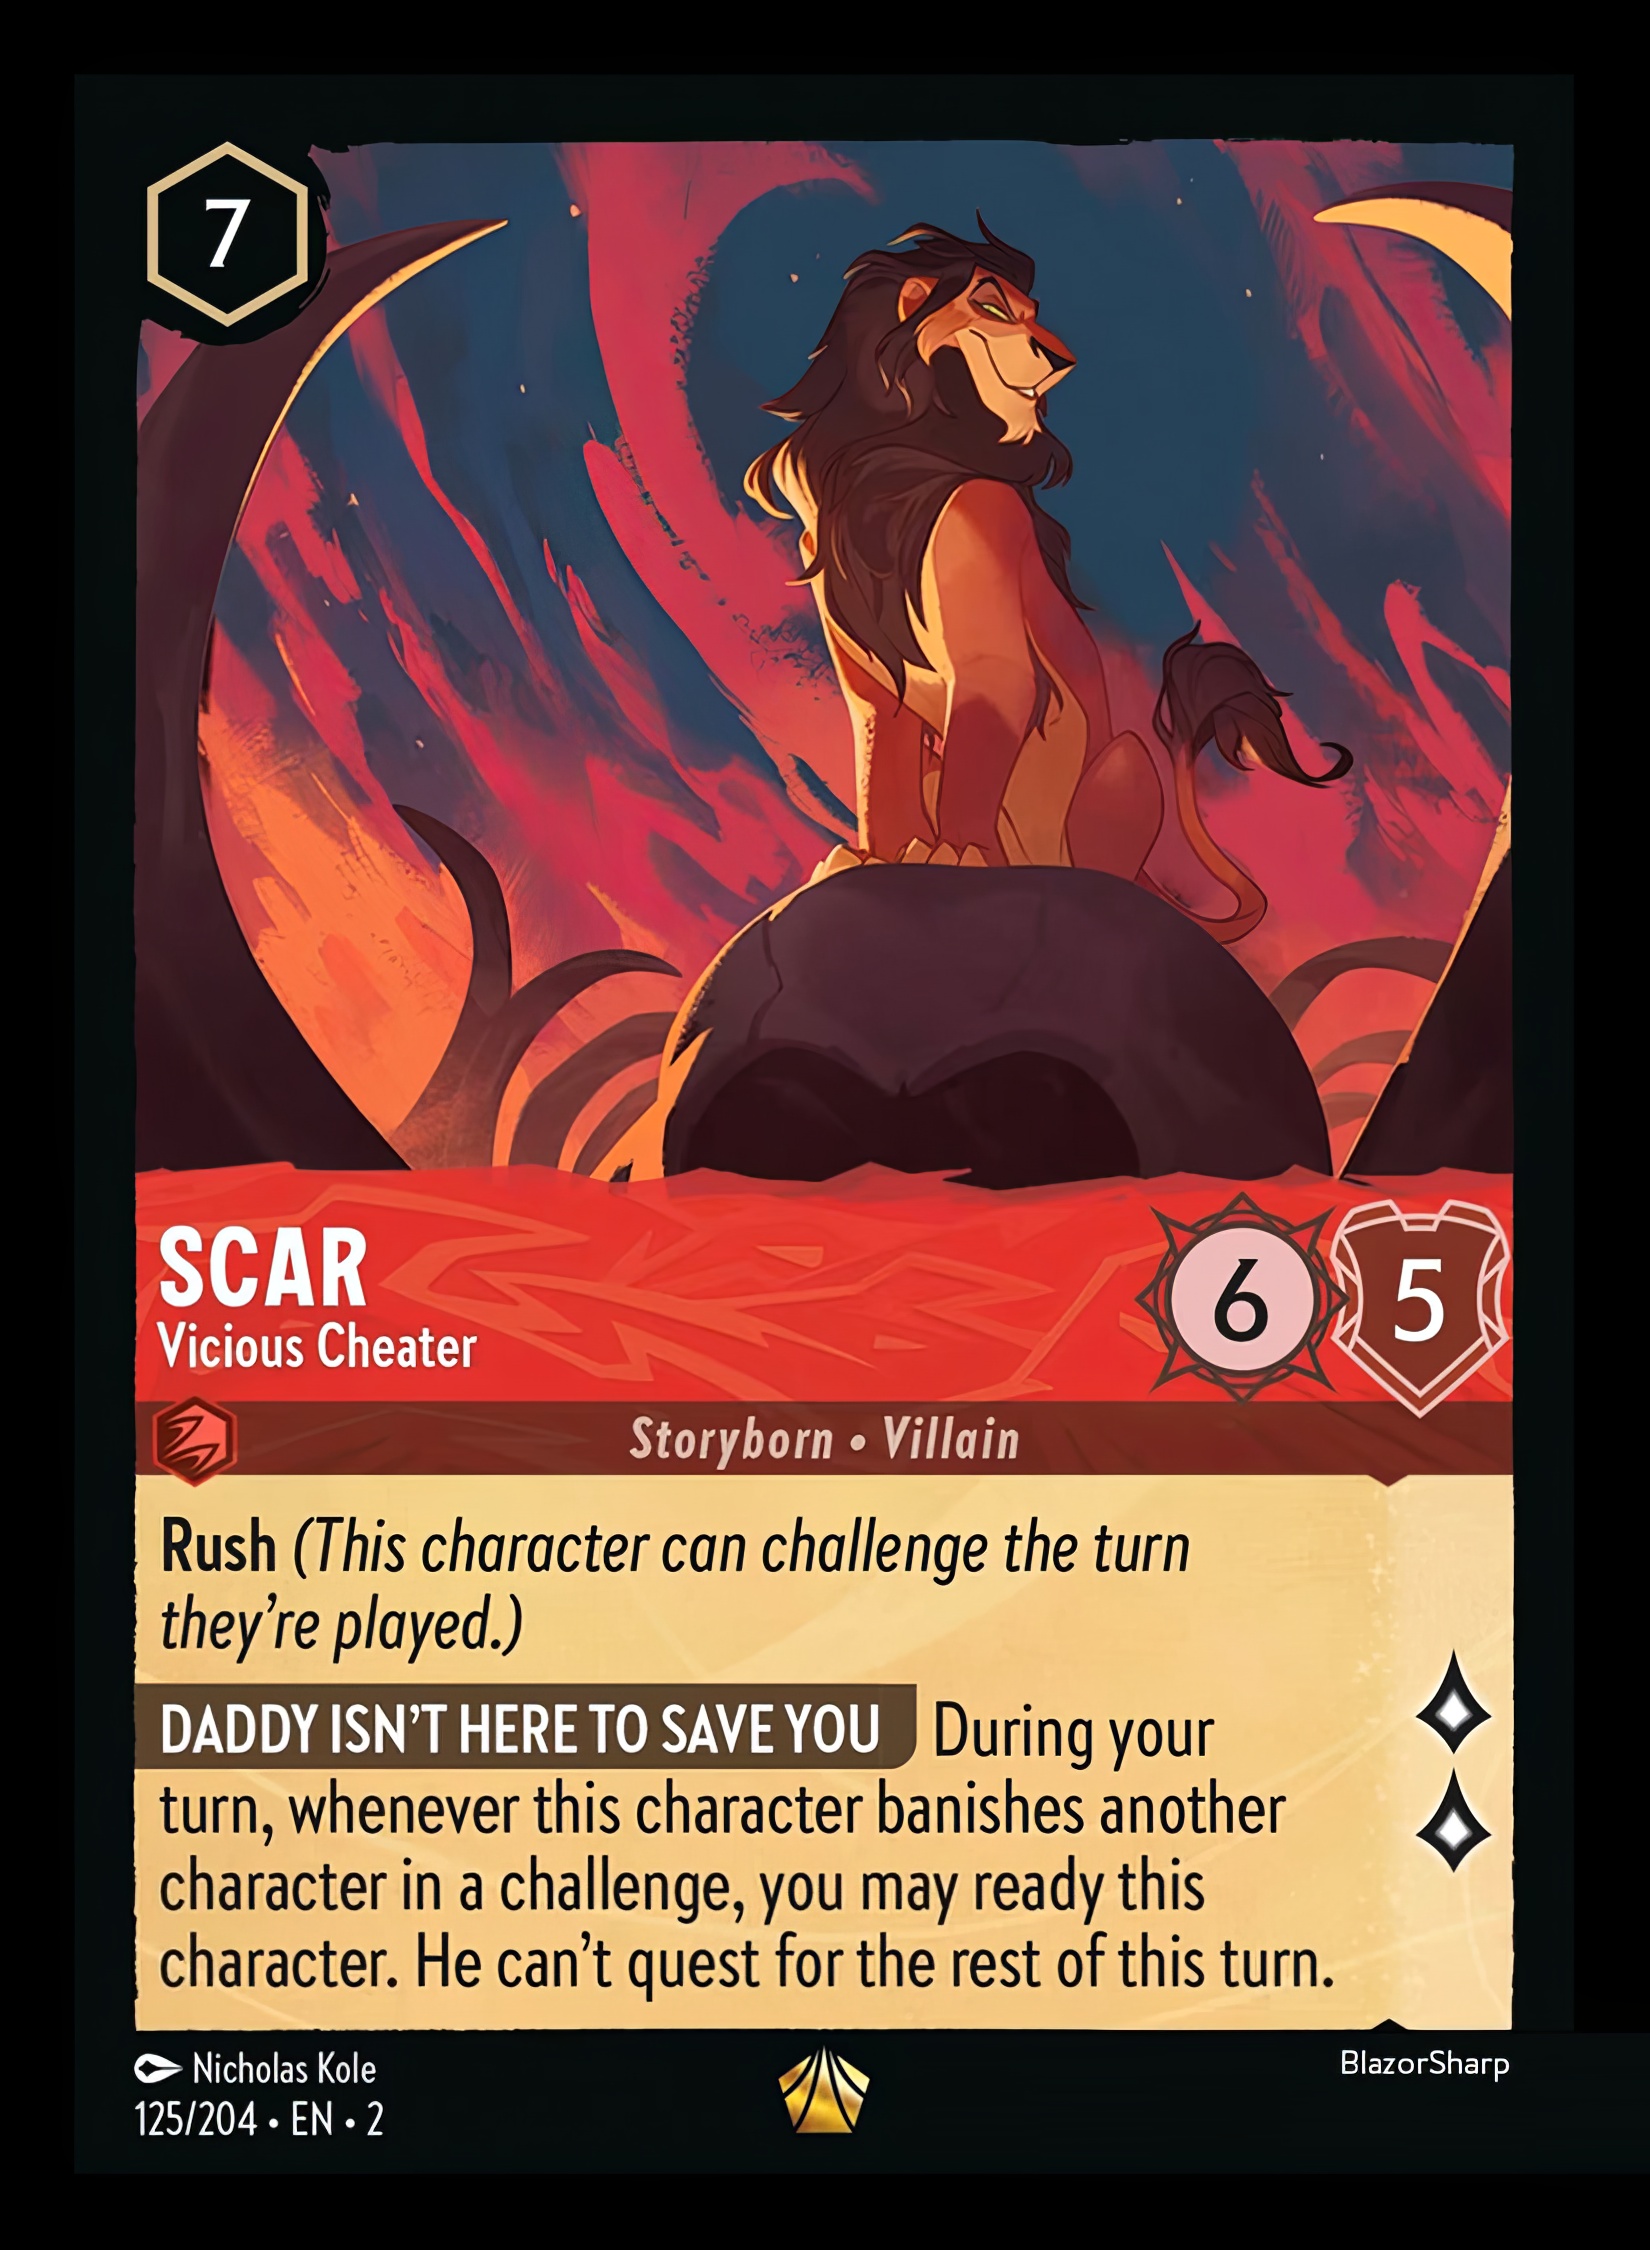 7
SCAR
Vicious Cheater
6
5
Storyborn • Villain
Rush (This character can challenge the turn
they’re played.)
DADDY ISN’T HERE TO SAVE YOU During your
turn, whenever this character banishes another
character in a challenge, you may ready this
character. He can’t quest for the rest of this turn.
Nicholas Kole
BlazorSharp
125/204 • EN • 2